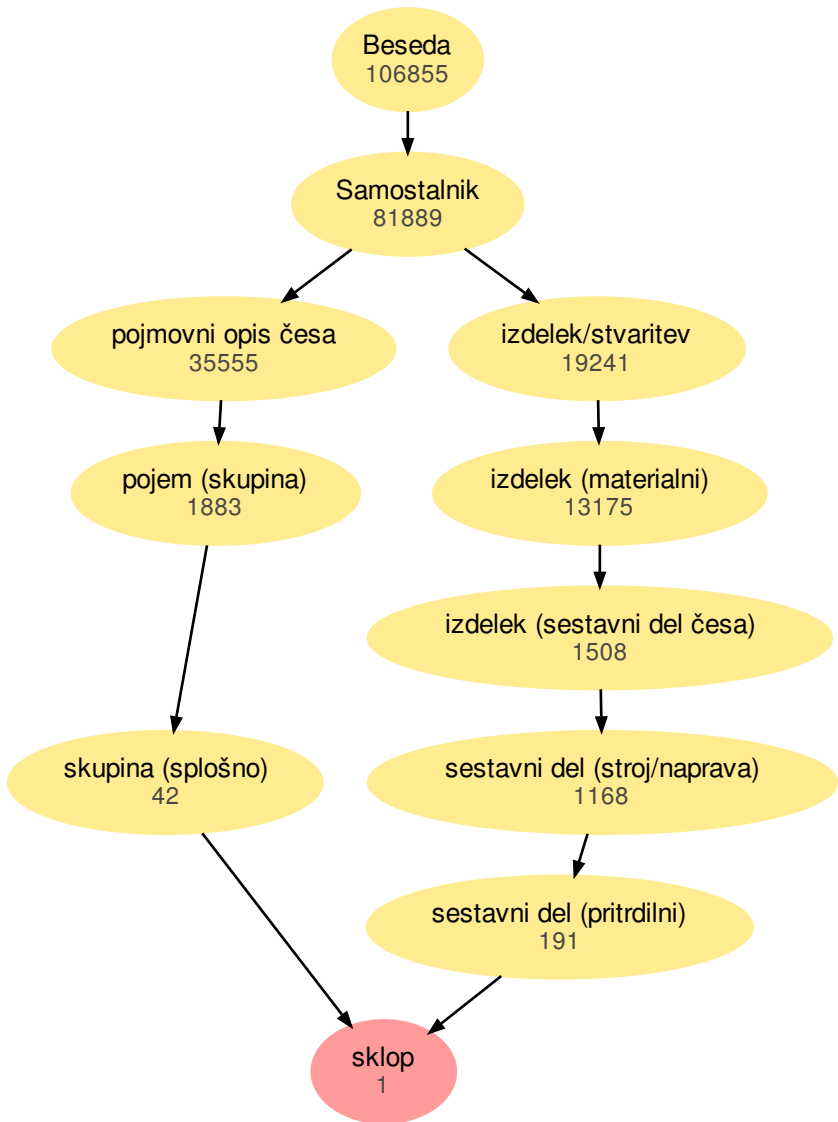 Beseda
106855
Samostalnik
81889
pojmovni opis česa
35555
izdelek/stvaritev
19241
pojem (skupina)
1883
izdelek (materialni)
13175
izdelek (sestavni del česa)
1508
skupina (splošno)
42
sestavni del (stroj/naprava)
1168
sestavni del (pritrdilni)
191
sklop
1